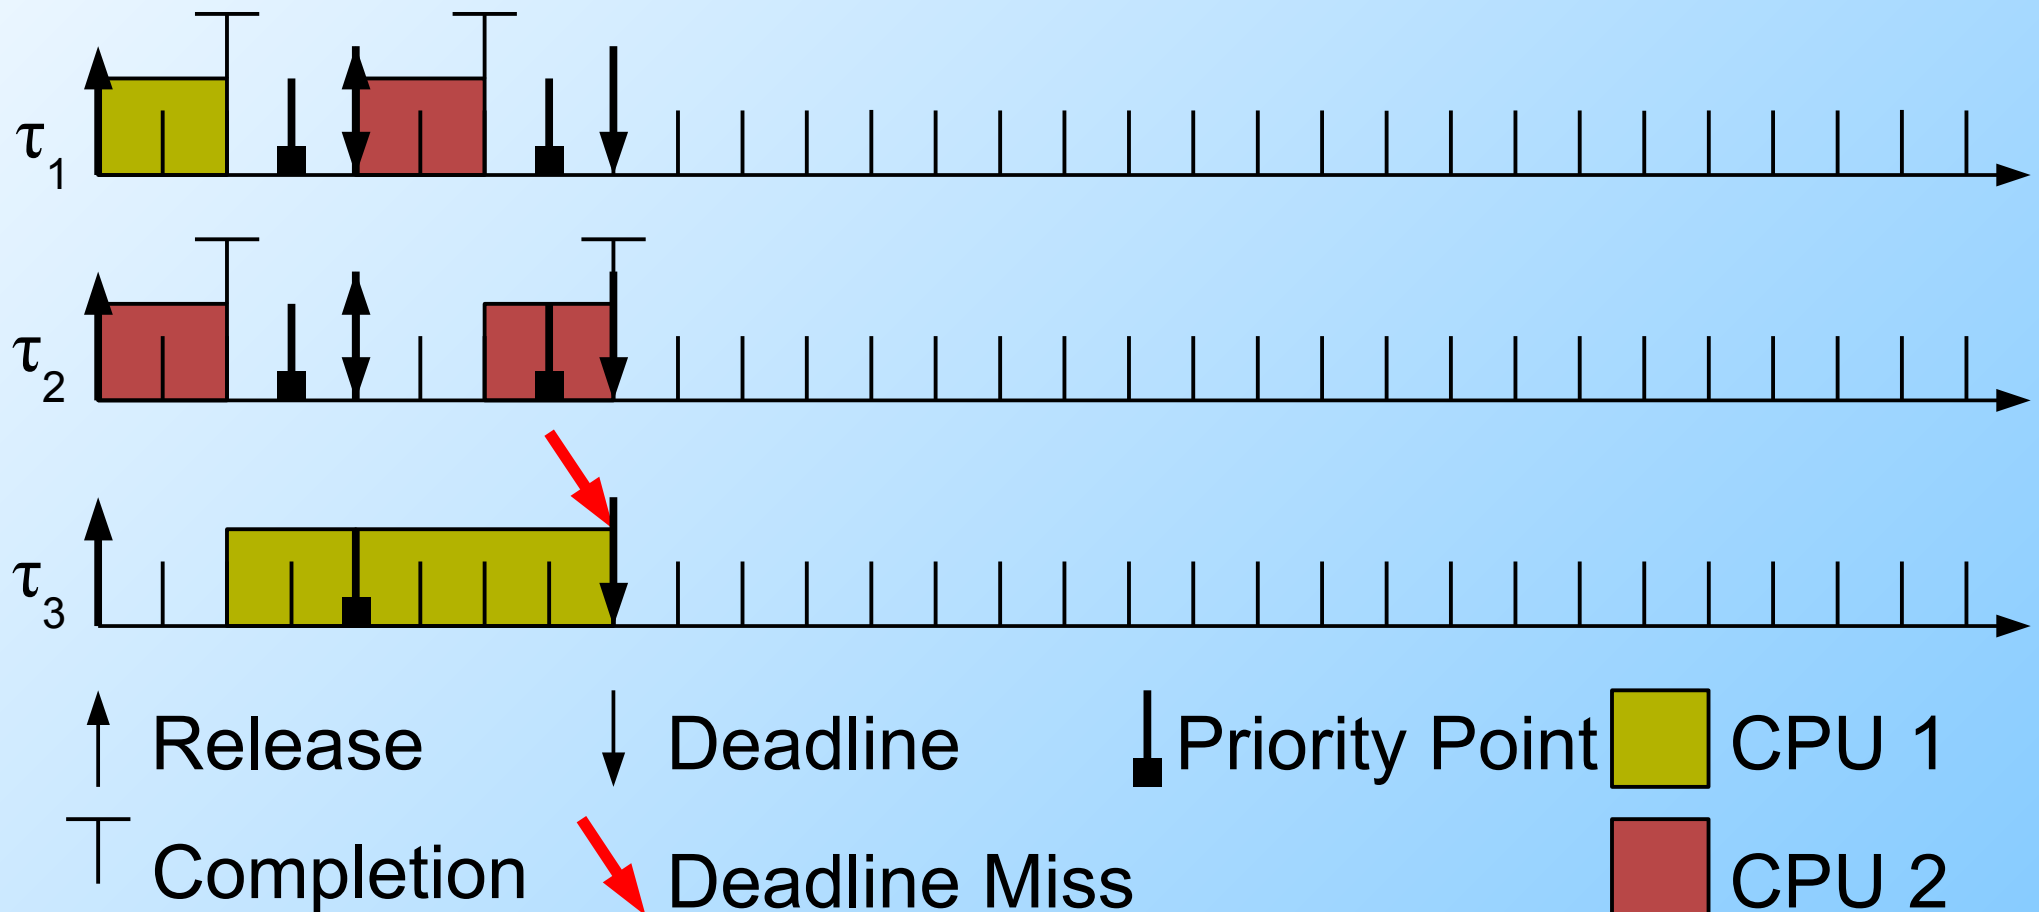 τ1
τ2
τ3
Release
Deadline
Priority Point
CPU 1
Completion
Deadline Miss
CPU 2